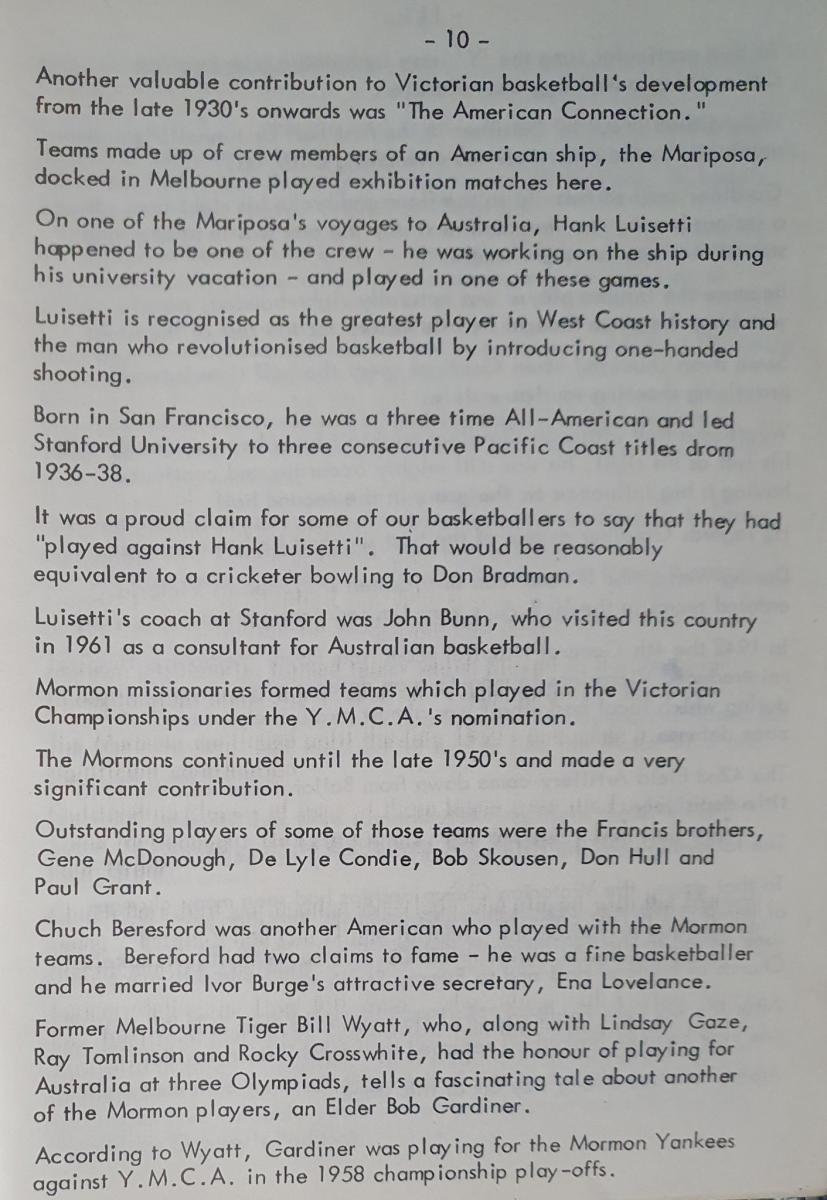 - 10 -
Another valuable contribution to Victorian basketball's development
from the late 1930's onwards was "The American Connection."
Teams made up of crew members of an American ship, the Mariposa,
docked in Melbourne played exhibition matches here.
On one of the Mariposa's voyages to Australia, Hank Luisetti
happened to be one of the crew - he was working on the ship during
his university vacation - and played in one of these games.
Luisetti is recognised as the greatest player in West Coast history and
the man who revolutionised basketball by introducing one-handed
shooting.
Born in San Francisco, he was a three time All-American and led
Stanford University to three consecutive Pacific Coast titles drom
1936-38.
It was a proud claim for some of our basketballers to say that they had
"played against Hank Luisetti". That would be reasonably
equivalent to a cricketer bowling to Don Bradman.
Luisetti's coach at Stanford was John Bunn, who visited this country
in 1961 as a consultant for Australian basketball.
Mormon missionaries formed teams which played in the Victorian
Championships under the Y.M.C.A.'s nomination.
The Mormons continued until the late 1950's and made a very
significant contribution.
Outstanding players of some of those teams were the Francis brothers,
Gene McDonough, De Lyle Condie, Bob Skousen, Don Hull and
Paul Grant.
Chuch Beresford was another American who played with the Mormon
teams. Bereford had two claims to fame - he was a fine basketballer
and he married Ivor Burge's attractive secretary, Ena Lovelance.
Former Melbourne Tiger Bill Wyatt, who, along with Lindsay Gaze,
Ray Tomlinson and Rocky Crosswhite, had the honour of playing for
Australia at three Olympiads, tells a fascinating tale about another
of the Mormon players, an Elder Bob Gardiner.
According to Wyatt, Gardiner was playing for the Mormon Yankees
against Y.M.C.A. in the 1958 championship play-offs.